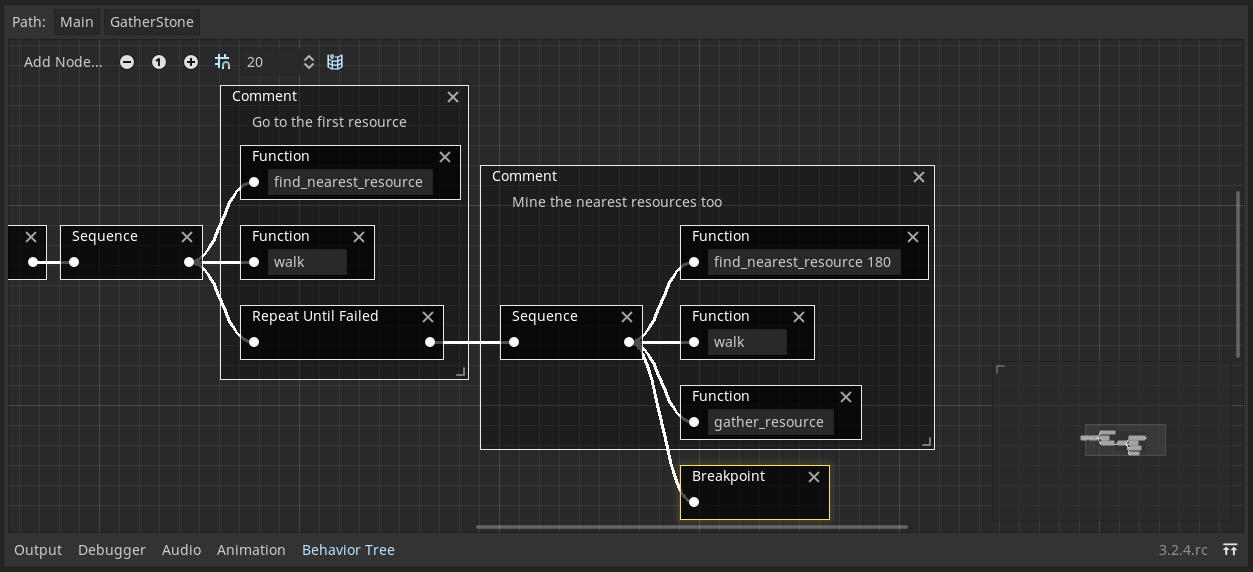 Path: Main GatherStone
Add Node... 1 20
Comment
Go to the first resource
Function
find_nearest_resource
Comment
Mine the nearest resources too
Sequence Function Function
walk find_nearest_resource 180
Repeat Until Failed Sequence Function
walk
Function
gather_resource
Breakpoint
Output Debugger Audio Animation Behavior Tree 3.2.4.rc